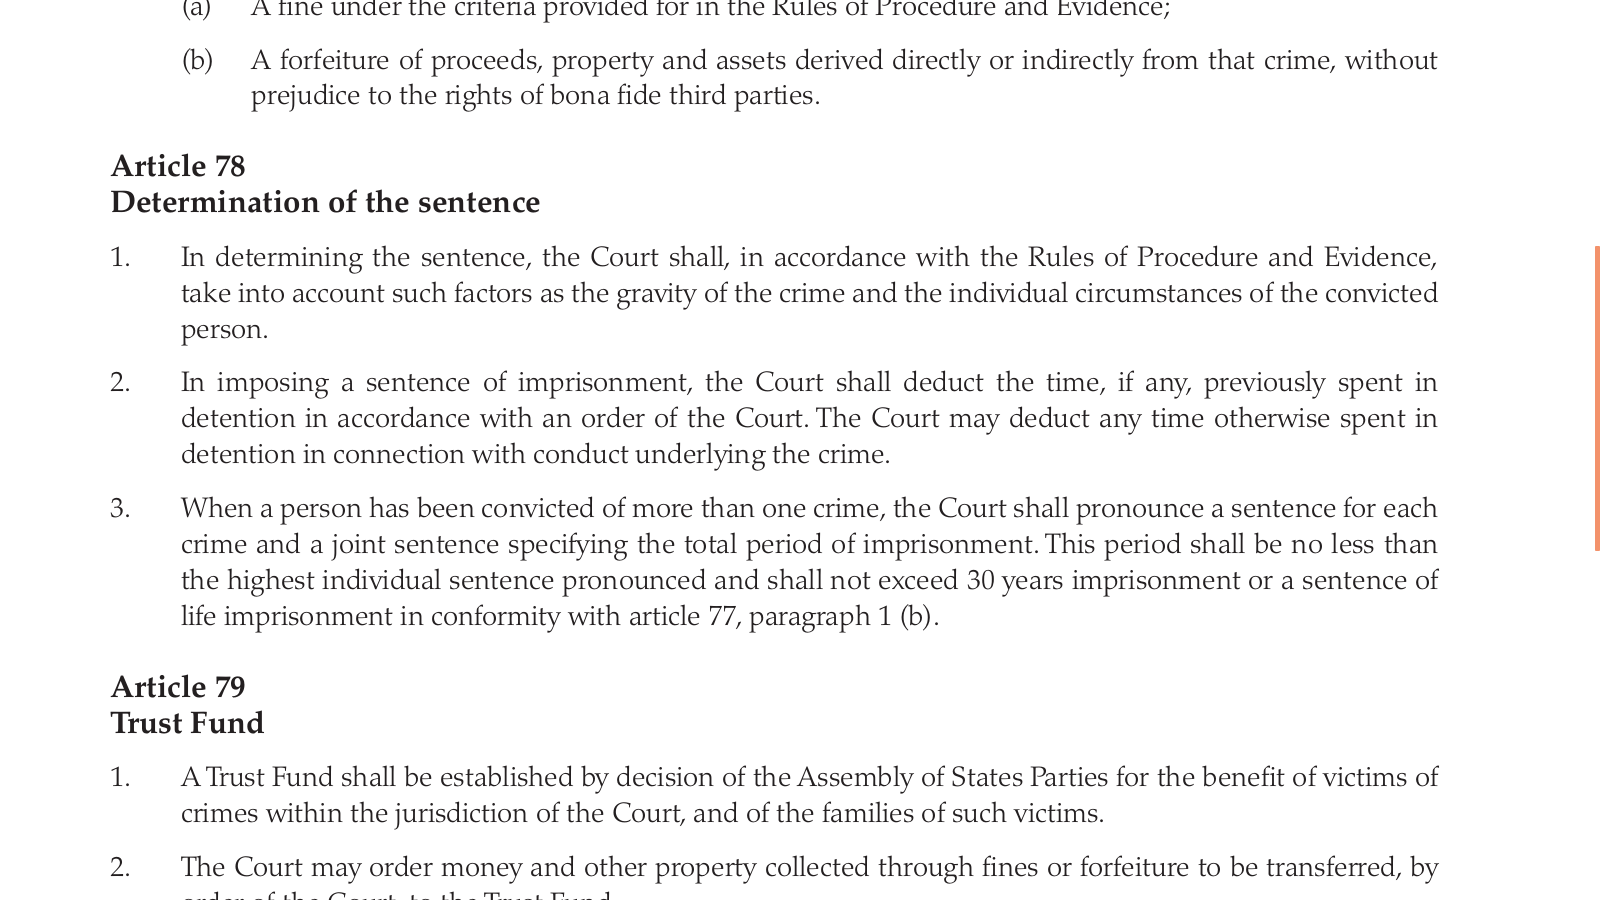 (a) A fine under the criteria provided for in the Rules of Procedure and Evidence;
(b) A forfeiture of proceeds, property and assets derived directly or indirectly from that crime, without
prejudice to the rights of bona fide third parties.
Article 78
Determination of the sentence
1. In determining the sentence, the Court shall, in accordance with the Rules of Procedure and Evidence,
take into account such factors as the gravity of the crime and the individual circumstances of the convicted
person.
2. In imposing a sentence of imprisonment, the Court shall deduct the time, if any, previously spent in
detention in accordance with an order of the Court. The Court may deduct any time otherwise spent in
detention in connection with conduct underlying the crime.
3. When a person has been convicted of more than one crime, the Court shall pronounce a sentence for each
crime and a joint sentence specifying the total period of imprisonment. This period shall be no less than
the highest individual sentence pronounced and shall not exceed 30 years imprisonment or a sentence of
life imprisonment in conformity with article 77, paragraph 1 (b).
Article 79
Trust Fund
1. A Trust Fund shall be established by decision of the Assembly of States Parties for the benefit of victims of
crimes within the jurisdiction of the Court, and of the families of such victims.
2. The Court may order money and other property collected through fines or forfeiture to be transferred, by
order of the Court, to the Trust Fund.